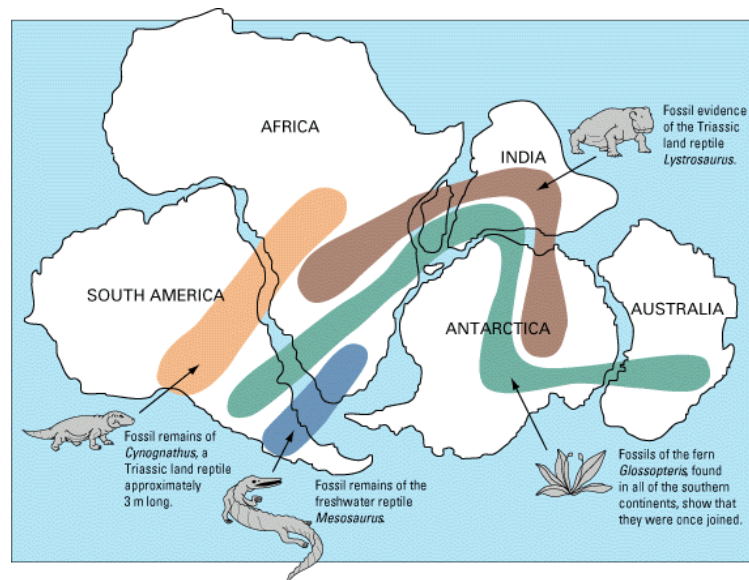 AFRICA
INDIA
Fossil evidence
of the Triassic
land reptile
Lystrosaurus.
SOUTH AMERICA
ANTARCTICA
AUSTRALIA
Fossil remains of
Cynognathus, a
Triassic land reptile
approximately
3 m long.
Fossil remains of the
freshwater reptile
Mesosaurus.
Fossils of the fern
Glossopteris, found
in all of the southern
continents, show that
they were once joined.